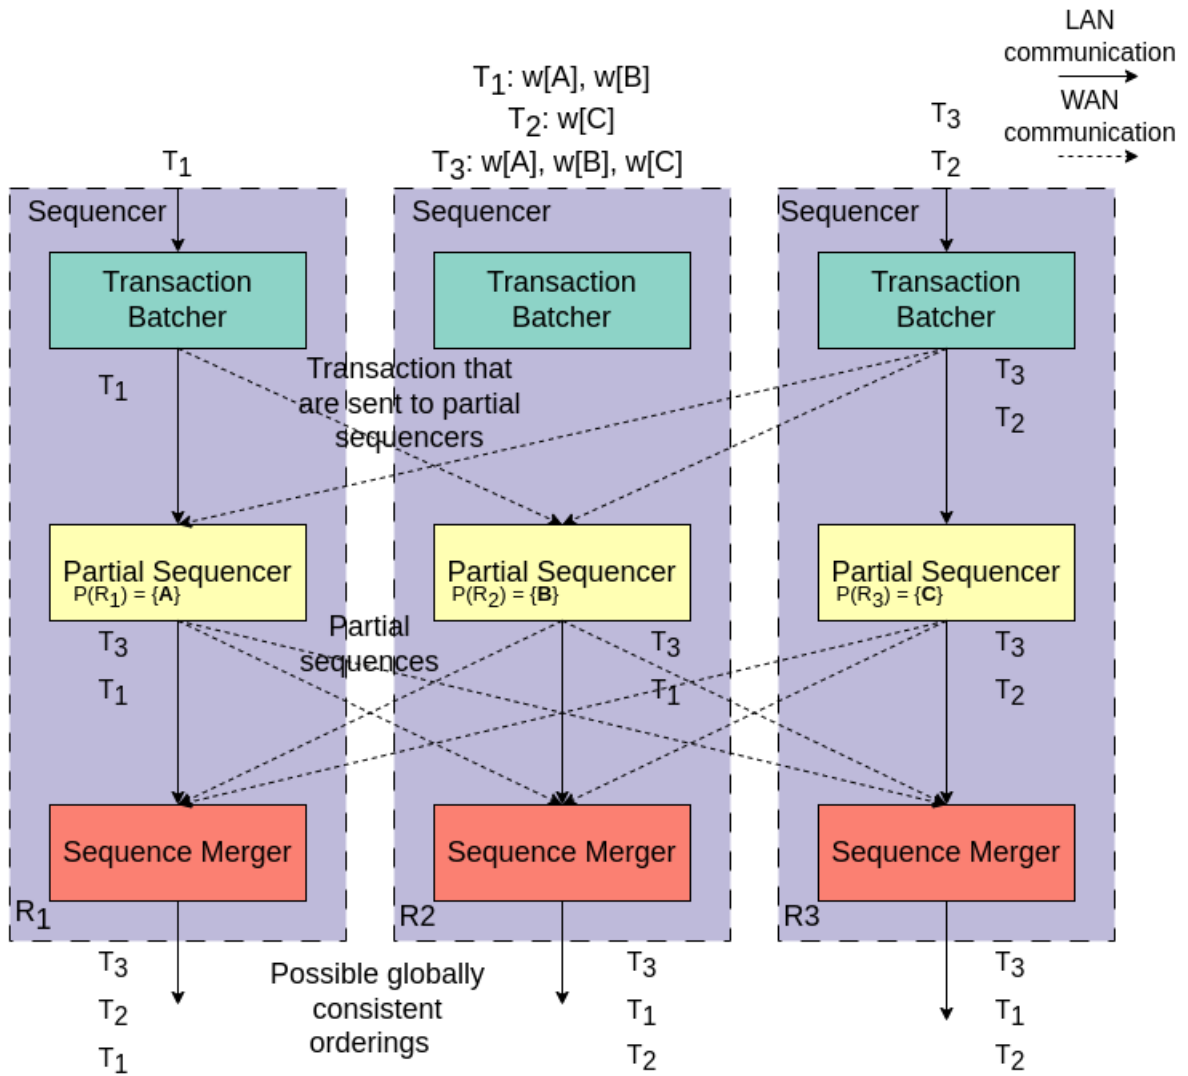 LAN
communication
WAN
communication
T1: w[A], w[B]
T2: w[C]
T3: w[A], w[B], w[C]
T1
T3
T2
Sequencer
Sequencer
Sequencer
Transaction
Batcher
Transaction
Batcher
Transaction
Batcher
T1
Transaction that
are sent to partial
sequencers
T3
T2
Partial Sequencer
P(R1) = {A}
Partial Sequencer
P(R2) = {B}
Partial Sequencer
P(R3) = {C}
T3
T1
Partial
sequences
T3
T1
T3
T2
Sequence Merger
Sequence Merger
Sequence Merger
R1
R2
R3
T3
T2
T1
Possible globally
consistent
orderings
T3
T1
T2
T3
T1
T2